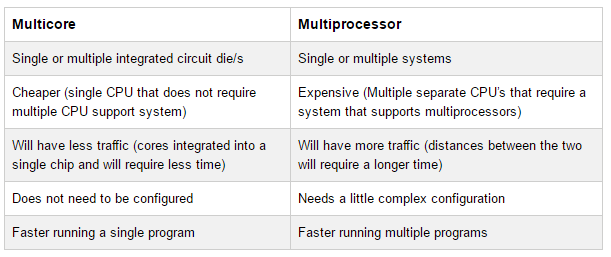 Multicore
Multiprocessor
Single or multiple integrated circuit die/s
Single or multiple systems
Cheaper (single CPU that does not require
multiple CPU support system)
Expensive (Multiple separate CPU's that require a
system that supports multiprocessors)
Will have less traffic (cores integrated into a
single chip and will require less time)
Will have more traffic (distances between the two
will require a longer time)
Does not need to be configured
Needs a little complex configuration
Faster running a single program
Faster running multiple programs